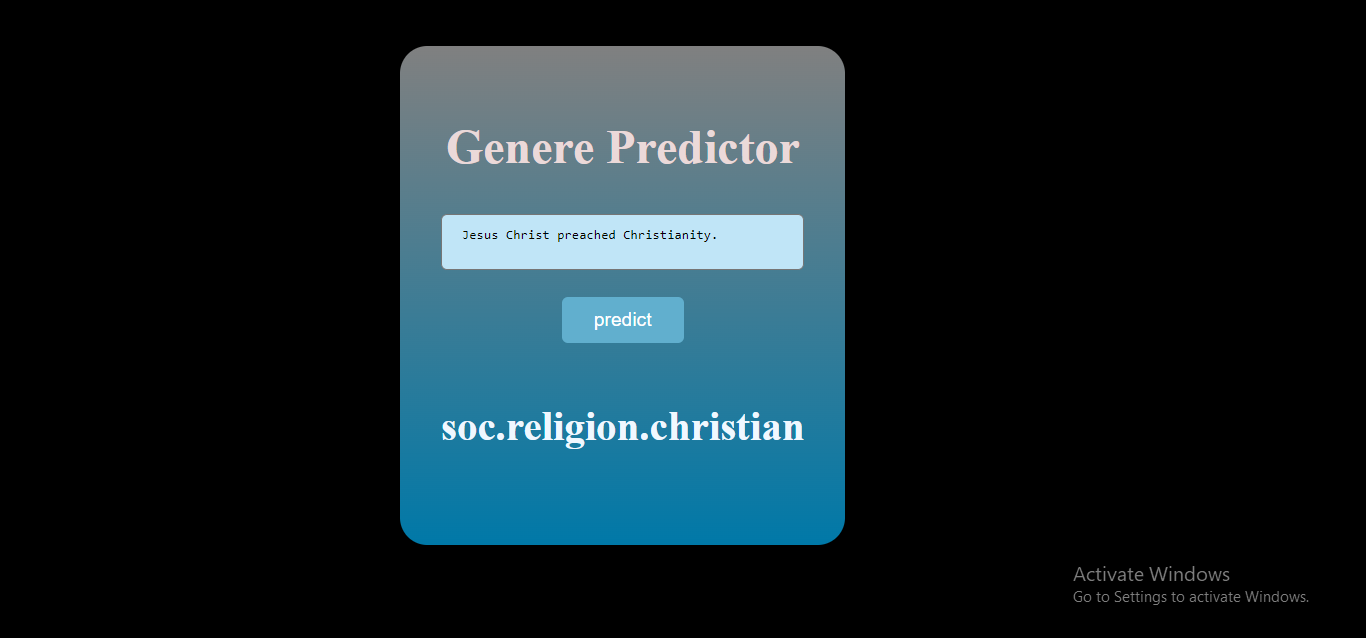 Genere Predictor
Jesus Christ preached Christianity.
predict
soc.religion.christian
Activate Windows
Go to Settings to activate Windows.